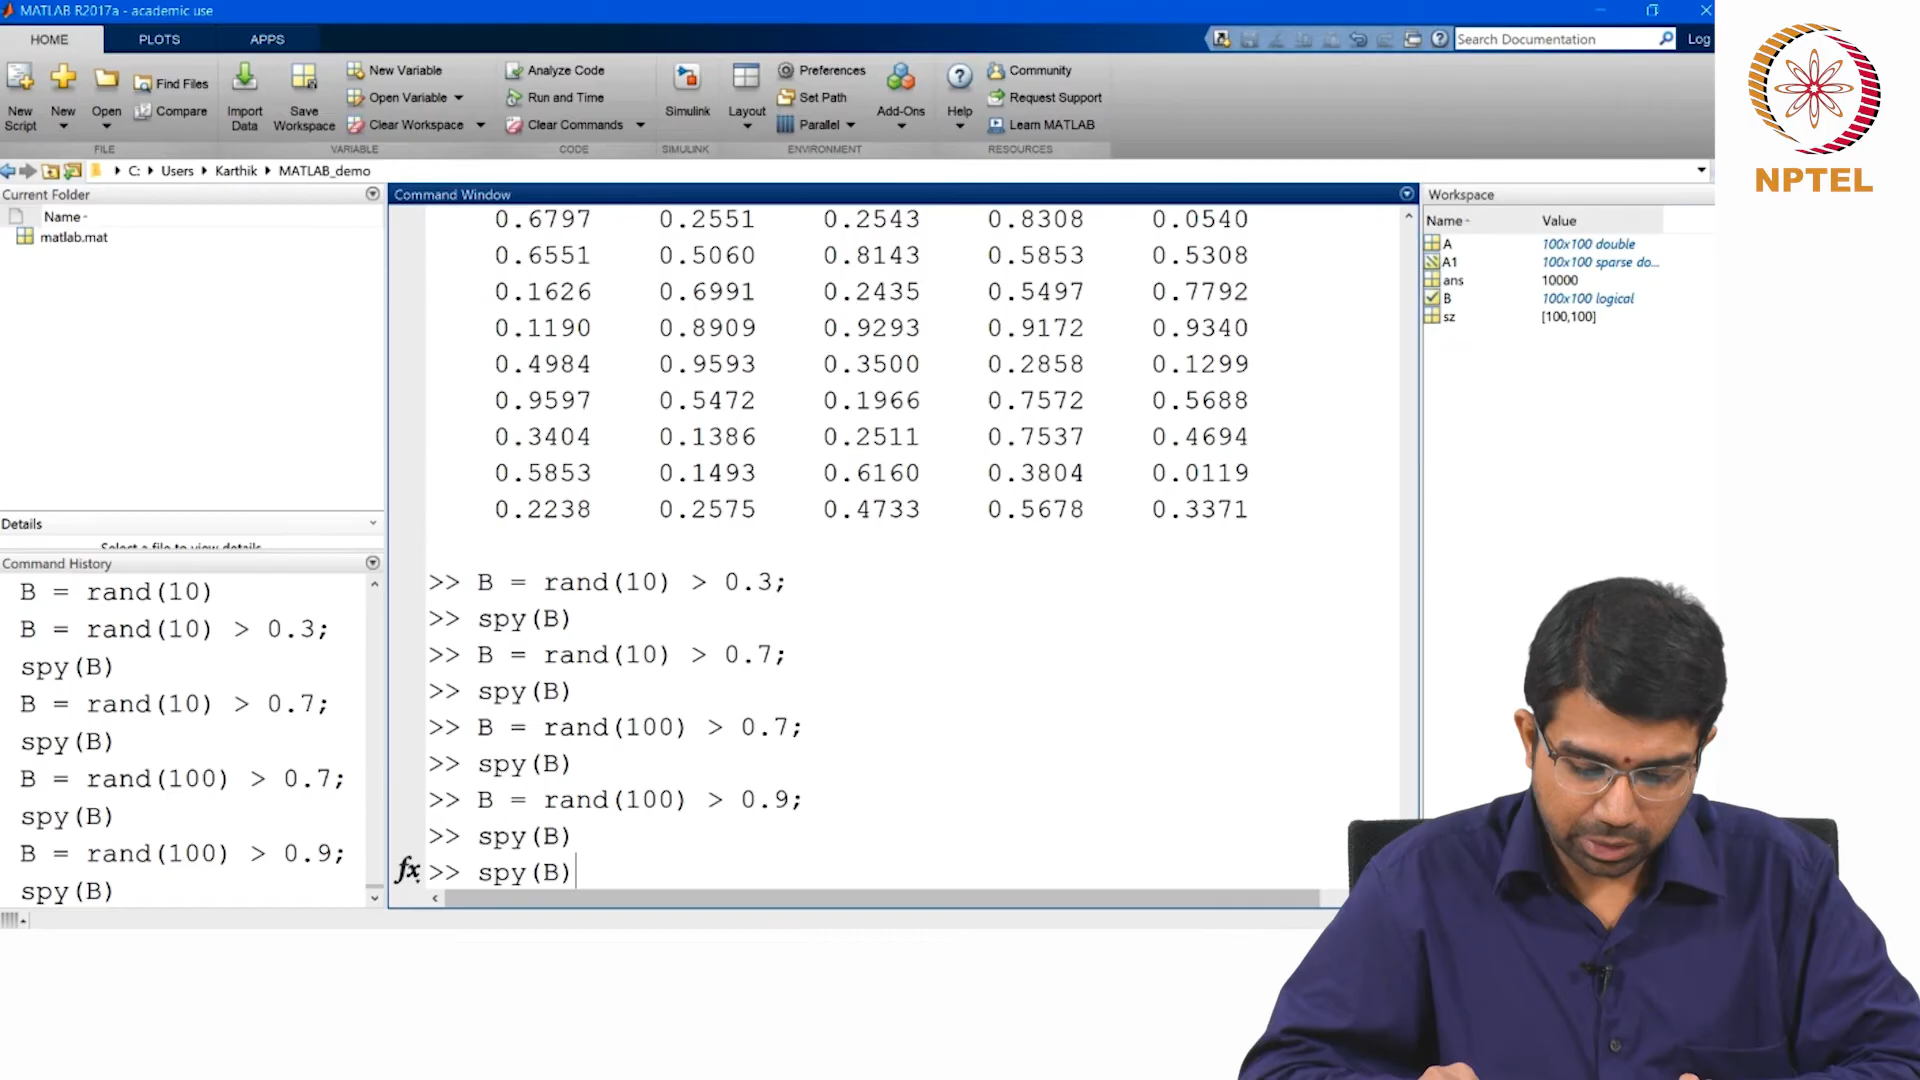 MATLAB R2017a - academic use
HOME PLOTS APPS
Search Documentation
Log
New Script
New
Open
Find Files
Compare
FILE
Import Data
Save Workspace
New Variable
Open Variable
Clear Workspace
VARIABLE
Analyze Code
Run and Time
Clear Commands
CODE
Simulink
SIMULINK
Layout
Preferences
Set Path
Parallel
Add-Ons
ENVIRONMENT
Help
Community
Request Support
Learn MATLAB
RESOURCES
NPTEL
C: Users Karthik MATLAB_demo
Current Folder
Name
matlab.mat
Details
Select a file to view details
Command History
B = rand(10)
B = rand(10) > 0.3;
spy(B)
B = rand(10) > 0.7;
spy(B)
B = rand(100) > 0.7;
spy(B)
B = rand(100) > 0.9;
spy(B)
Command Window
0.6797 0.2551 0.2543 0.8308 0.0540
0.6551 0.5060 0.8143 0.5853 0.5308
0.1626 0.6991 0.2435 0.5497 0.7792
0.1190 0.8909 0.9293 0.9172 0.9340
0.4984 0.9593 0.3500 0.2858 0.1299
0.9597 0.5472 0.1966 0.7572 0.5688
0.3404 0.1386 0.2511 0.7537 0.4694
0.5853 0.1493 0.6160 0.3804 0.0119
0.2238 0.2575 0.4733 0.5678 0.3371
>> B = rand(10) > 0.3;
>> spy(B)
>> B = rand(10) > 0.7;
>> spy(B)
>> B = rand(100) > 0.7;
>> spy(B)
>> B = rand(100) > 0.9;
>> spy(B)
fx >> spy(B)
Workspace
Name Value
A 100x100 double
A1 100x100 sparse do...
ans 10000
B 100x100 logical
sz [100,100]